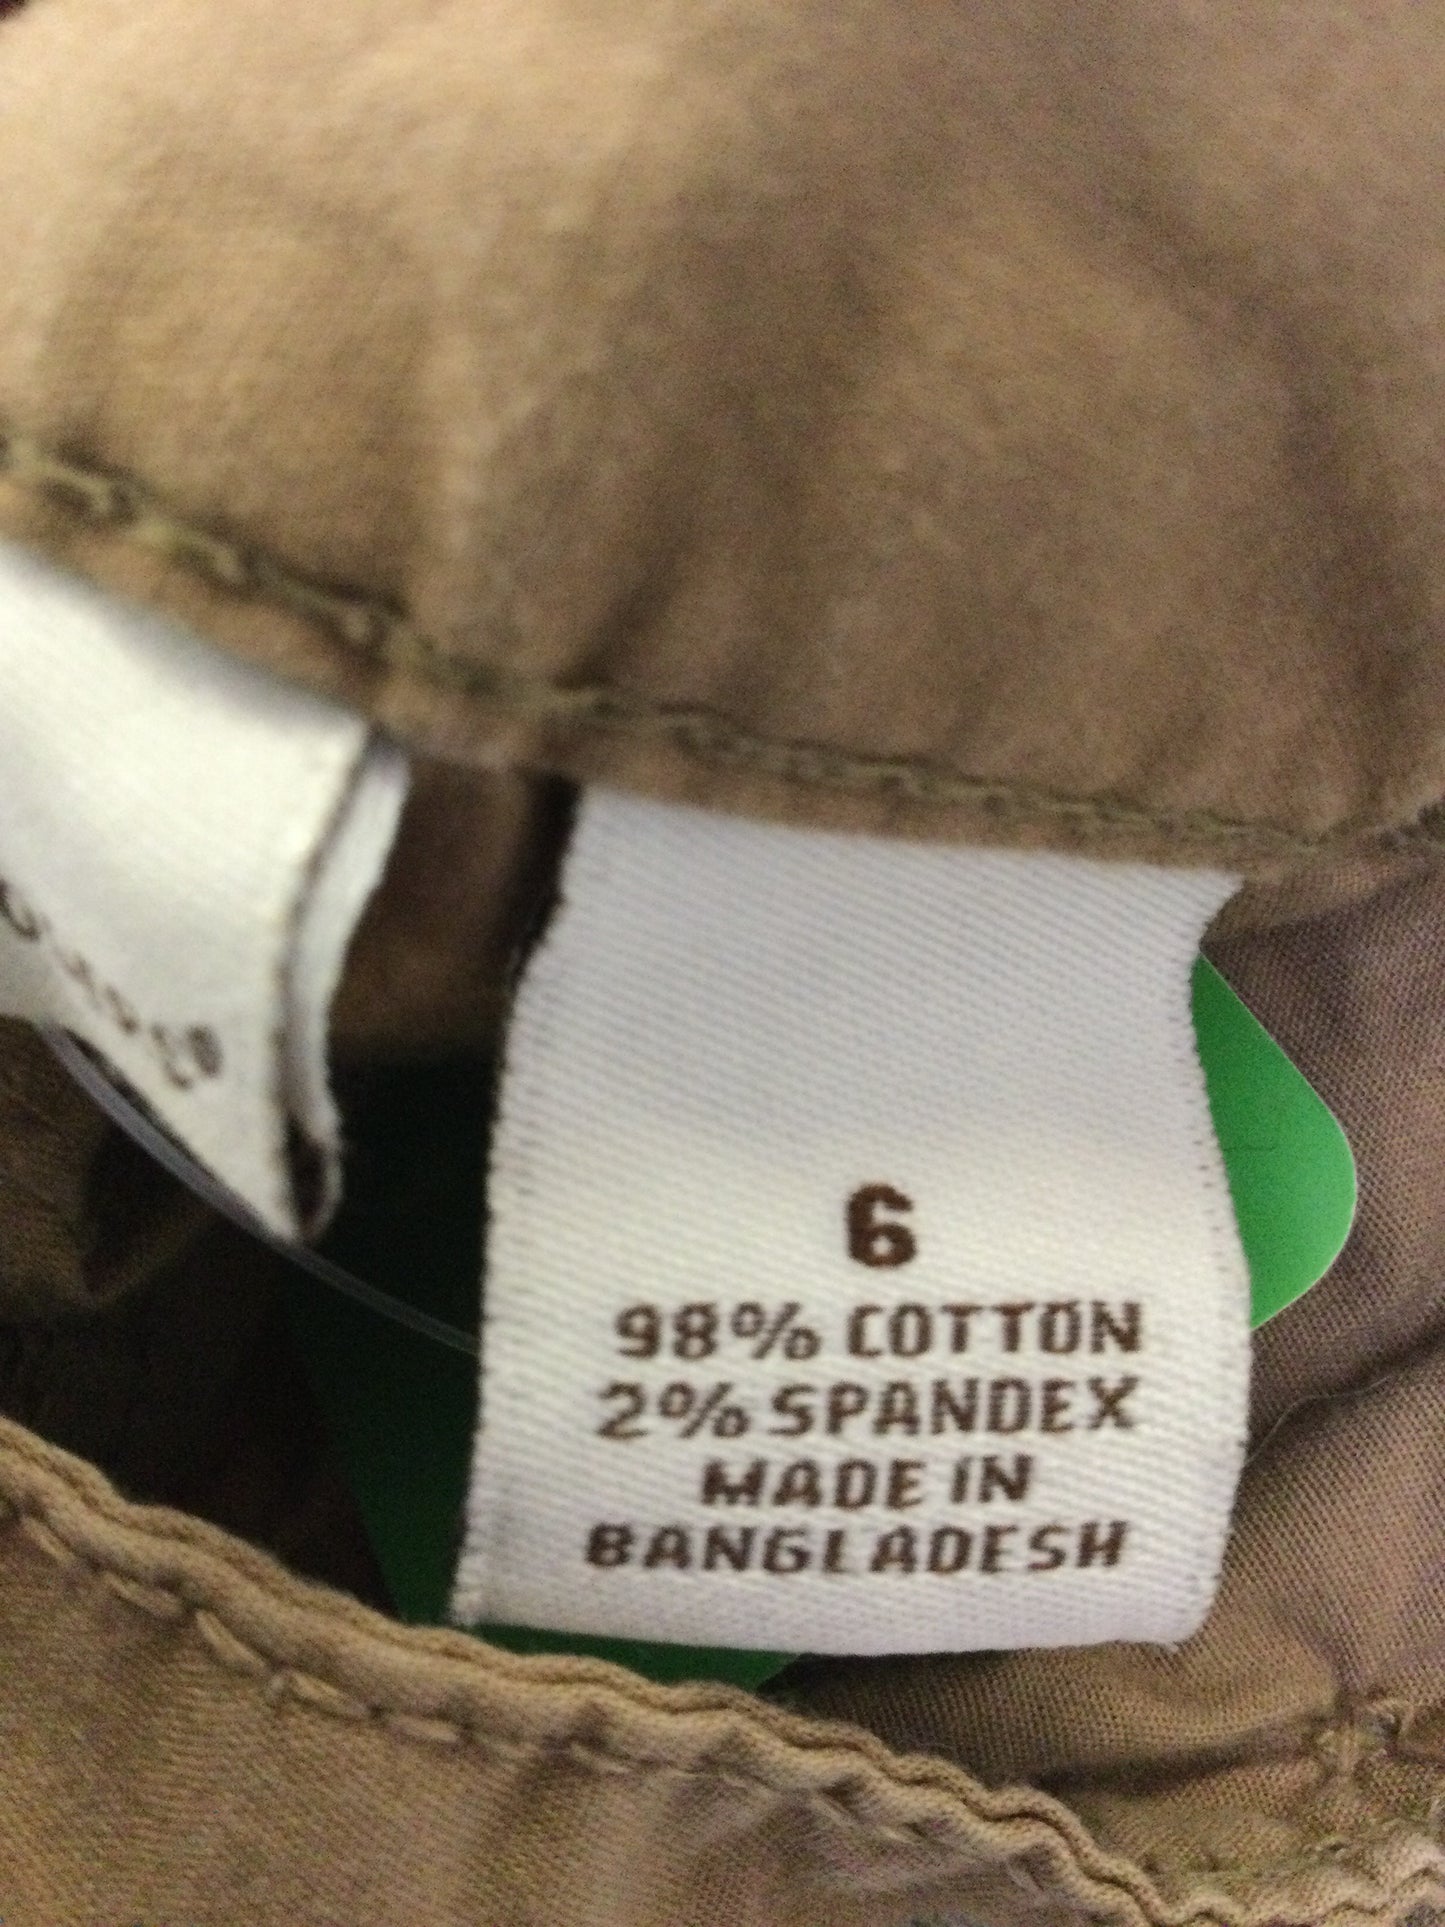 6
98% COTTON
2% SPANDEX
MADE IN
BANGLADESH